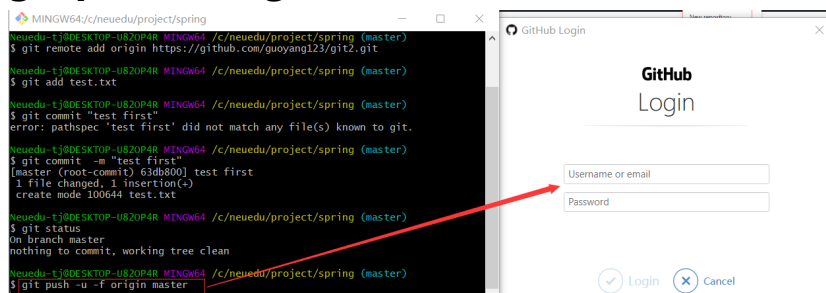 MINGW64:/c/neuedu/project/spring
Neuedu-tj@DESKTOP-U82OP4R MINGW64 /c/neuedu/project/spring (master)
$ git remote add origin https://github.com/guoyang123/git2.git
Neuedu-tj@DESKTOP-U82OP4R MINGW64 /c/neuedu/project/spring (master)
$ git add test.txt
Neuedu-tj@DESKTOP-U82OP4R MINGW64 /c/neuedu/project/spring (master)
$ git commit "test first"
error: pathspec 'test first' did not match any file(s) known to git.
Neuedu-tj@DESKTOP-U82OP4R MINGW64 /c/neuedu/project/spring (master)
$ git commit -m "test first"
[master (root-commit) 63db800] test first
1 file changed, 1 insertion(+)
create mode 100644 test.txt
Neuedu-tj@DESKTOP-U82OP4R MINGW64 /c/neuedu/project/spring (master)
$ git status
On branch master
nothing to commit, working tree clean
Neuedu-tj@DESKTOP-U82OP4R MINGW64 /c/neuedu/project/spring (master)
$ git push -u -f origin master
GitHub Login
GitHub
Login
Username or email
Password
Login
Cancel